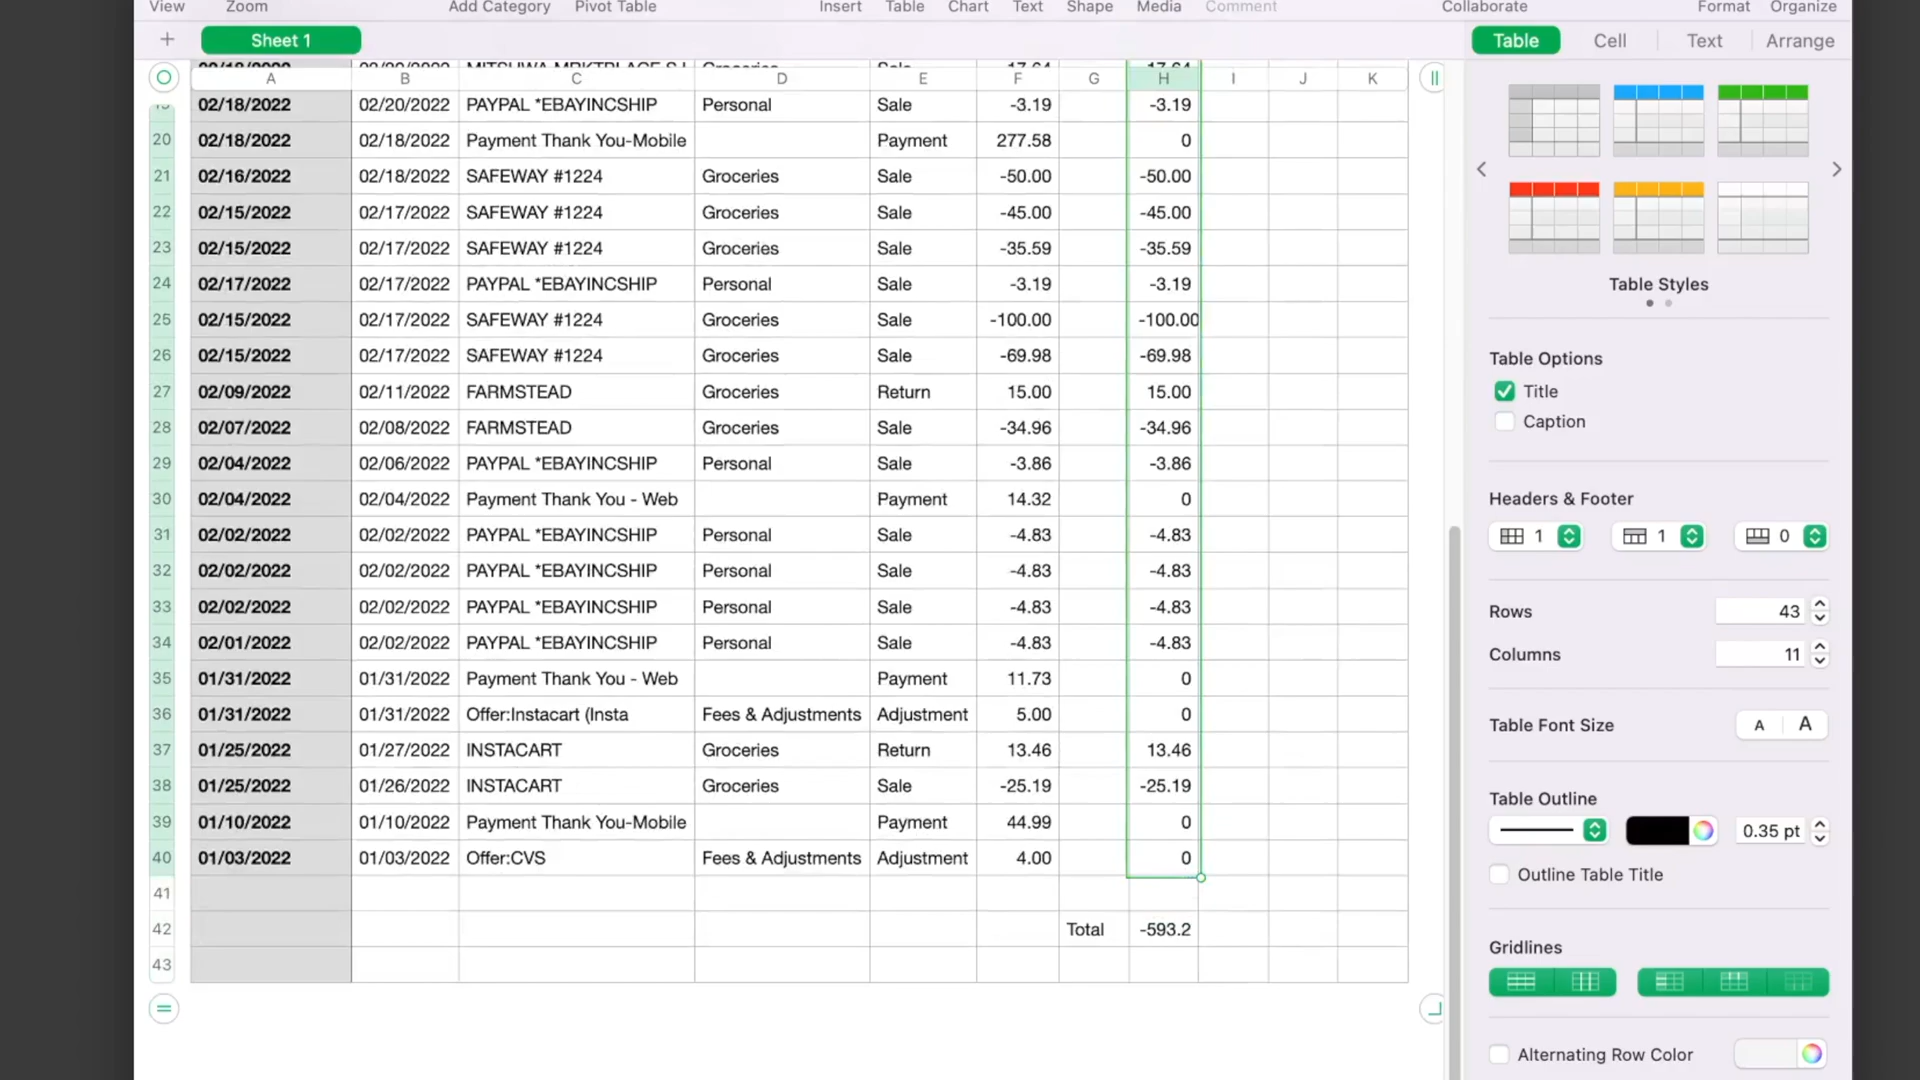 View Zoom Add Category Pivot Table Insert Table Chart Text Shape Media Comment Collaborate Format Organize
+ Sheet 1 Table Cell Text Arrange
A B C D E F G H I J K
02/18/2022 02/20/2022 PAYPAL *EBAYINCSHIP Personal Sale -3.19 -3.19
20 02/18/2022 02/18/2022 Payment Thank You-Mobile Payment 277.58 0
21 02/16/2022 02/18/2022 SAFEWAY #1224 Groceries Sale -50.00 -50.00
22 02/15/2022 02/17/2022 SAFEWAY #1224 Groceries Sale -45.00 -45.00
23 02/15/2022 02/17/2022 SAFEWAY #1224 Groceries Sale -35.59 -35.59
24 02/17/2022 02/17/2022 PAYPAL *EBAYINCSHIP Personal Sale -3.19 -3.19
25 02/15/2022 02/17/2022 SAFEWAY #1224 Groceries Sale -100.00 -100.00
26 02/15/2022 02/17/2022 SAFEWAY #1224 Groceries Sale -69.98 -69.98
27 02/09/2022 02/11/2022 FARMSTEAD Groceries Return 15.00 15.00
28 02/07/2022 02/08/2022 FARMSTEAD Groceries Sale -34.96 -34.96
29 02/04/2022 02/06/2022 PAYPAL *EBAYINCSHIP Personal Sale -3.86 -3.86
30 02/04/2022 02/04/2022 Payment Thank You - Web Payment 14.32 0
31 02/02/2022 02/02/2022 PAYPAL *EBAYINCSHIP Personal Sale -4.83 -4.83
32 02/02/2022 02/02/2022 PAYPAL *EBAYINCSHIP Personal Sale -4.83 -4.83
33 02/02/2022 02/02/2022 PAYPAL *EBAYINCSHIP Personal Sale -4.83 -4.83
34 02/01/2022 02/02/2022 PAYPAL *EBAYINCSHIP Personal Sale -4.83 -4.83
35 01/31/2022 01/31/2022 Payment Thank You - Web Payment 11.73 0
36 01/31/2022 01/31/2022 Offer:Instacart (Insta Fees & Adjustments Adjustment 5.00 0
37 01/25/2022 01/27/2022 INSTACART Groceries Return 13.46 13.46
38 01/25/2022 01/26/2022 INSTACART Groceries Sale -25.19 -25.19
39 01/10/2022 01/10/2022 Payment Thank You-Mobile Payment 44.99 0
40 01/03/2022 01/03/2022 Offer:CVS Fees & Adjustments Adjustment 4.00 0
41
42 Total -593.2
43
Table Styles
Table Options
Title
Caption
Headers & Footer
1 1 0
Rows 43
Columns 11
Table Font Size A A
Table Outline
0.35 pt
Outline Table Title
Gridlines
Alternating Row Color